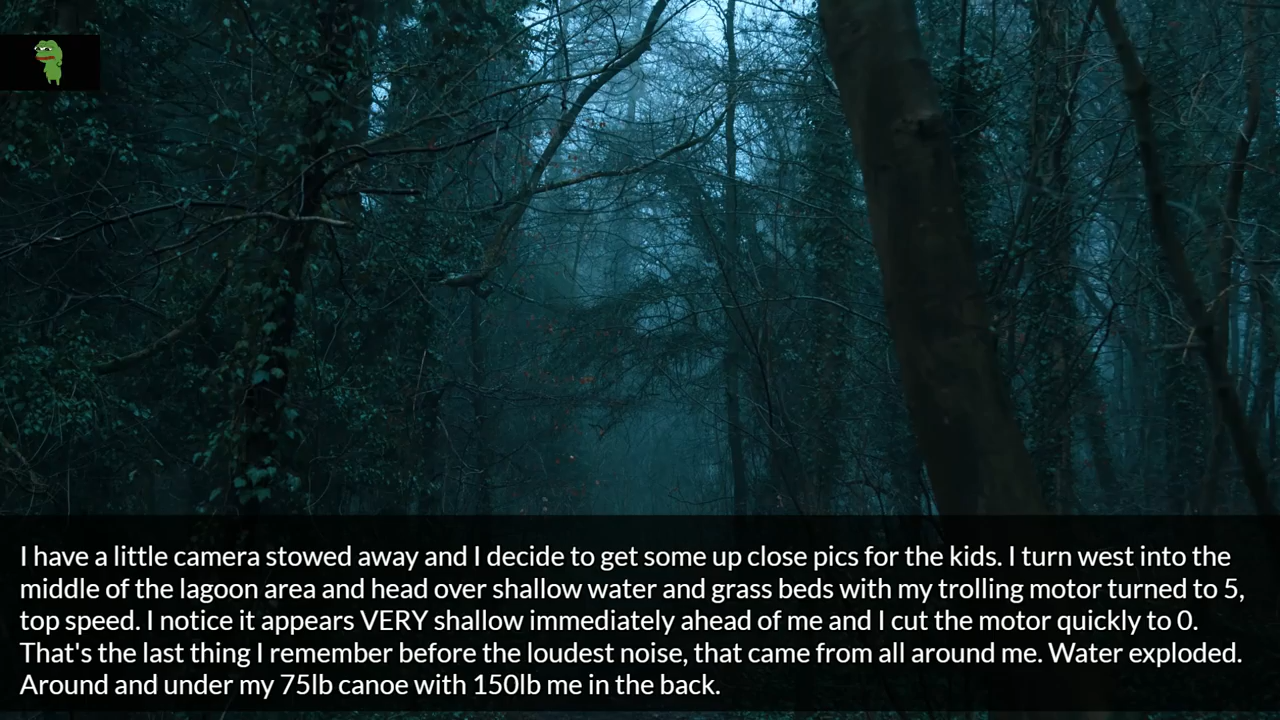 I have a little camera stowed away and I decide to get some up close pics for the kids. I turn west into the
middle of the lagoon area and head over shallow water and grass beds with my trolling motor turned to 5,
top speed. I notice it appears VERY shallow immediately ahead of me and I cut the motor quickly to 0.
That's the last thing I remember before the loudest noise, that came from all around me. Water exploded.
Around and under my 75lb canoe with 150lb me in the back.